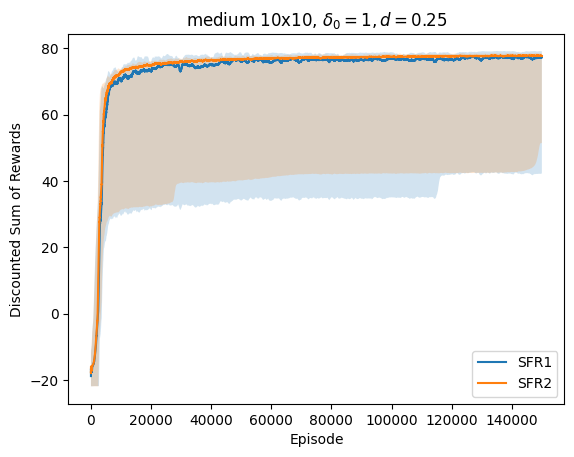 medium 10x10, δ₀ = 1, d = 0.25
Discounted Sum of Rewards
80
60
40
20
0
−20
0 20000 40000 60000 80000 100000 120000 140000
Episode
SFR1
SFR2